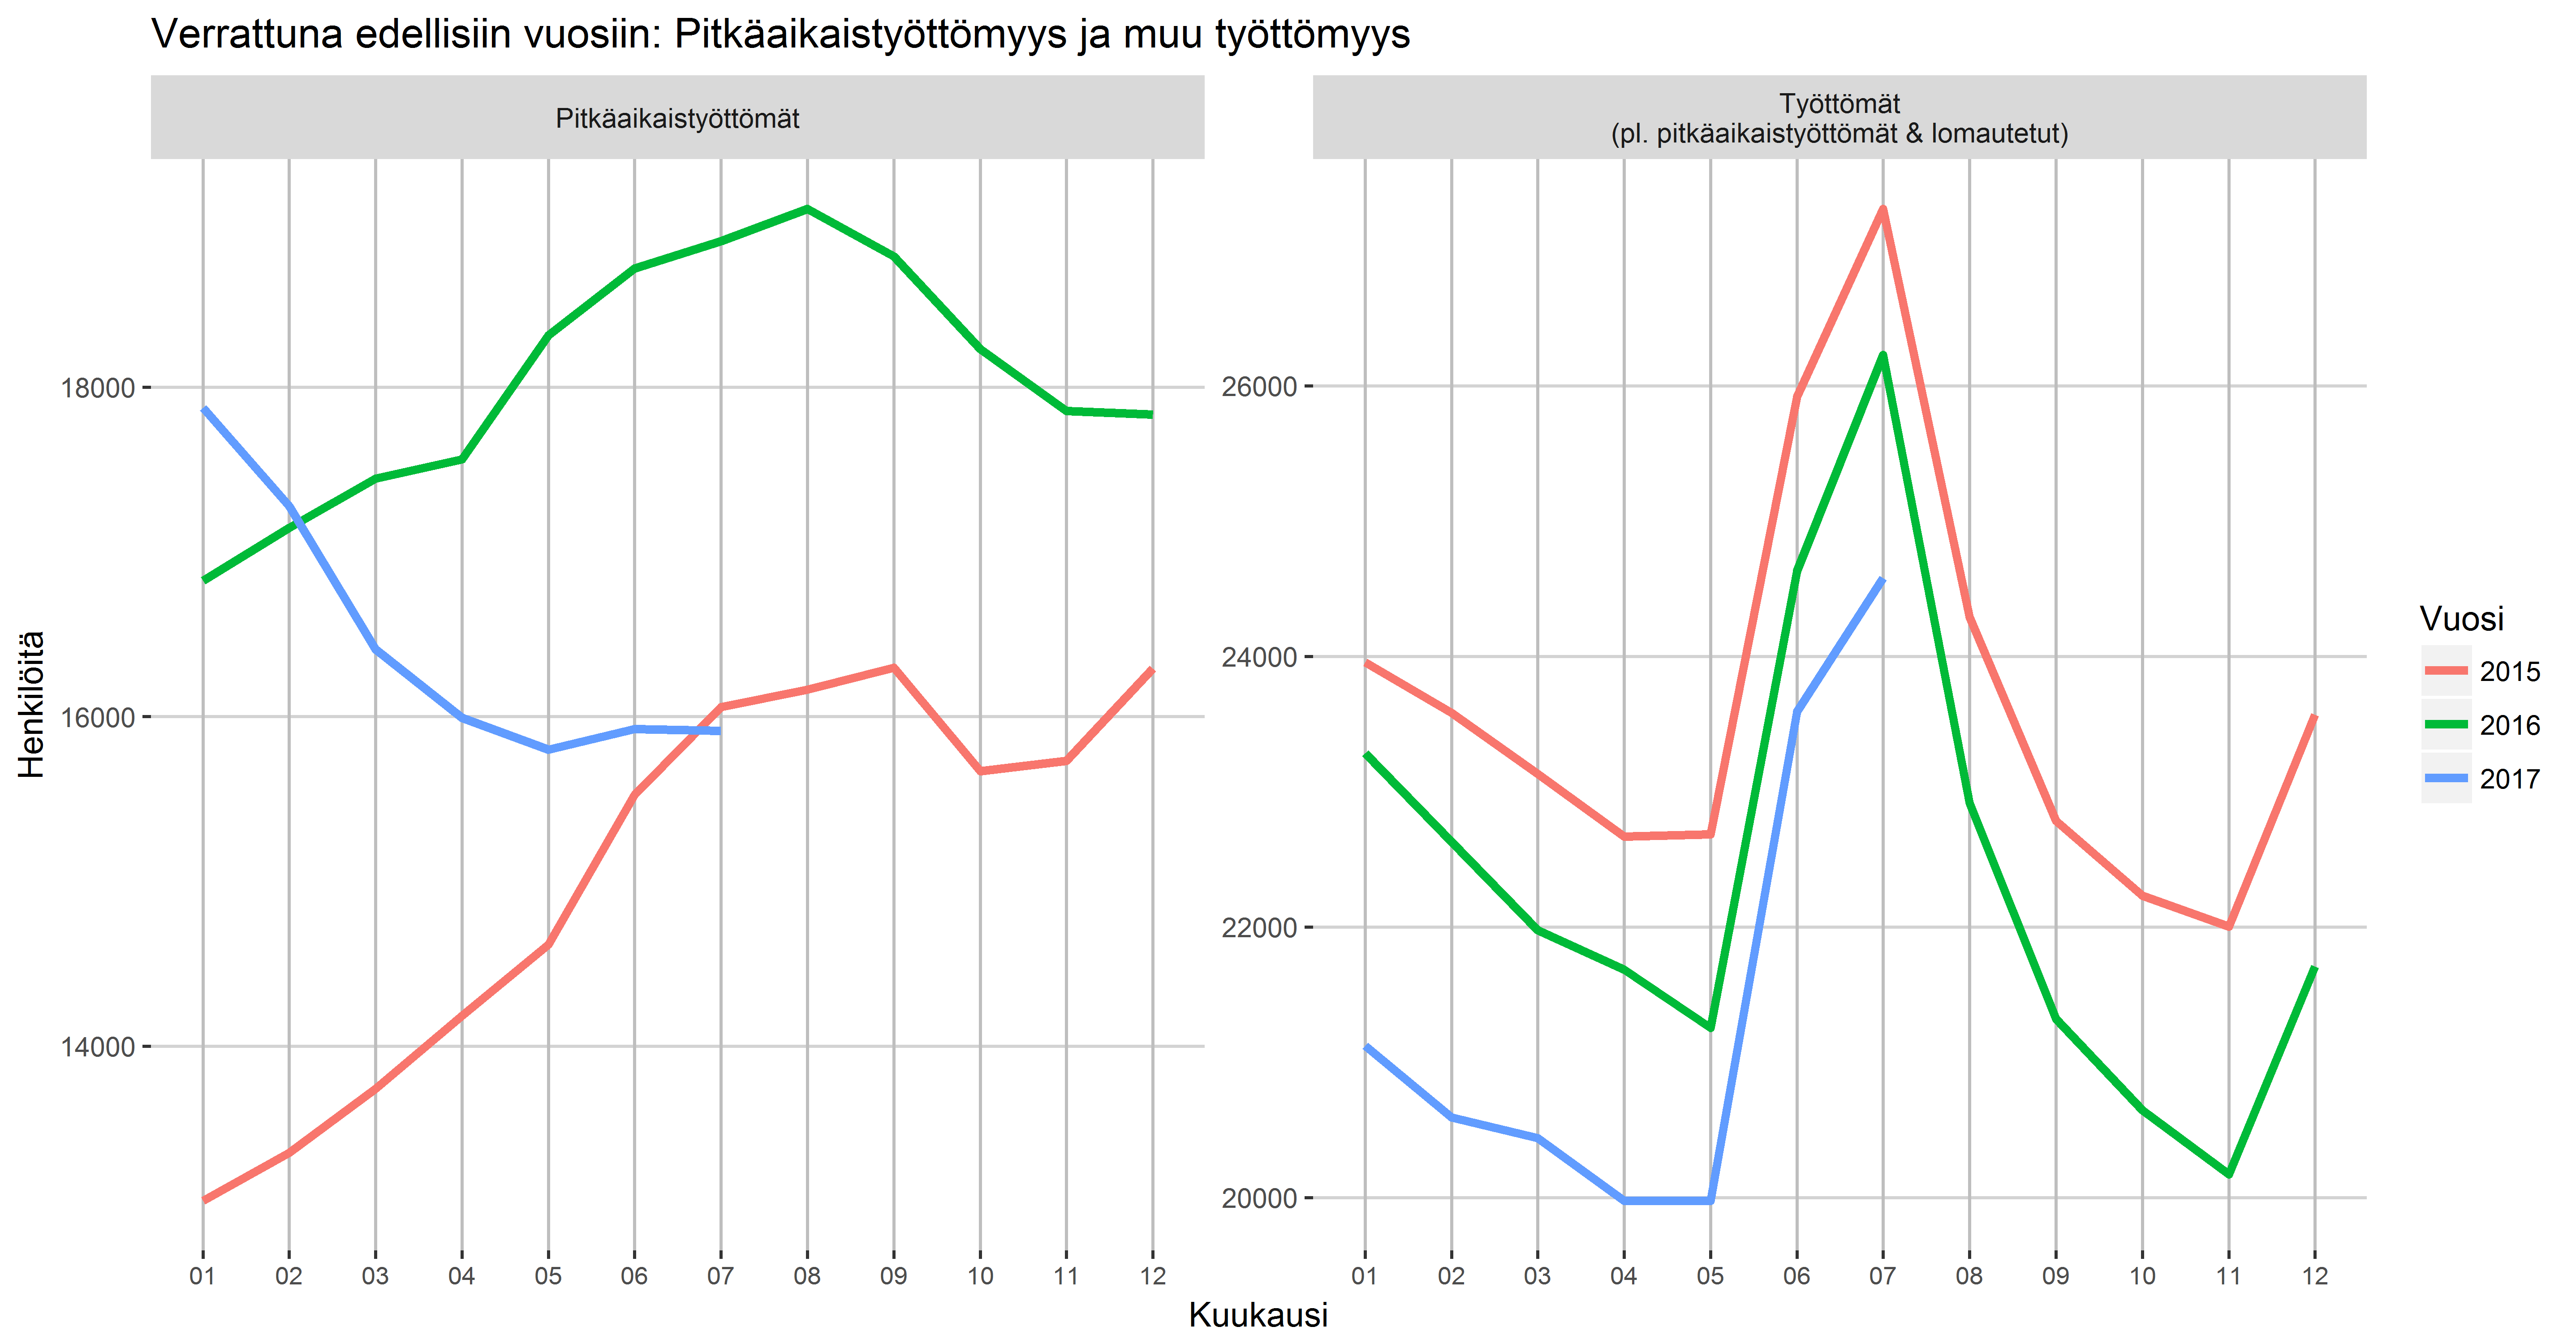 Verrattuna edellisiin vuosiin: Pitkäaikaistyöttömyys ja muu työttömyys
Pitkäaikaistyöttömät
Työttömät
(pl. pitkäaikaistyöttömät & lomautetut)
Henkilöitä
18000
16000
14000
01 02 03 04 05 06 07 08 09 10 11 12
26000
24000
22000
20000
01 02 03 04 05 06 07 08 09 10 11 12
Kuukausi
Vuosi
2015
2016
2017